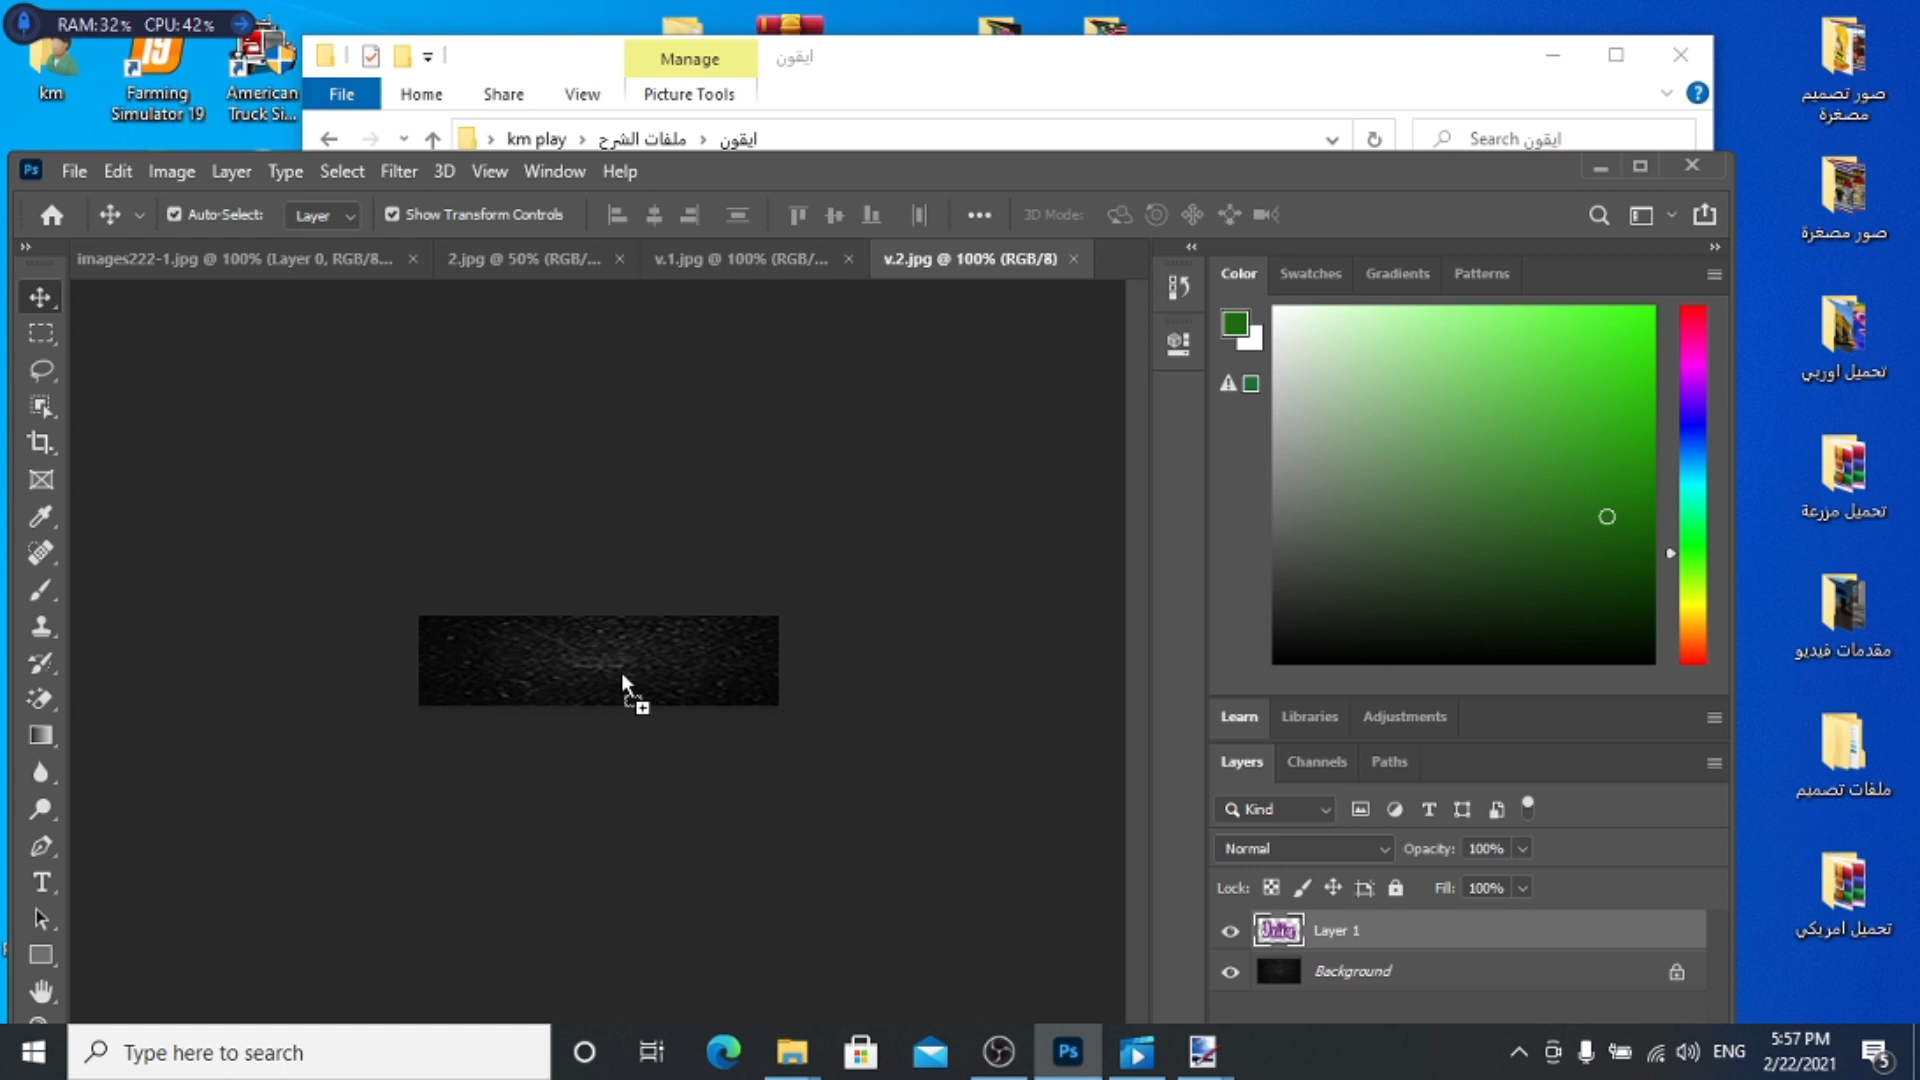 RAM:32% CPU:42%
km
Farming
Simulator 19
American
Truck Si...
Manage
ايقون
File
Home
Share
View
Picture Tools
km play
ملفات الشرح
ايقون
Search ايقون
Ps
File
Edit
Image
Layer
Type
Select
Filter
3D
View
Window
Help
Auto-Select:
Layer
Show Transform Controls
3D Mode:
images222-1.jpg @ 100% (Layer 0, RGB/8...
2.jpg @ 50% (RGB/...
v.1.jpg @ 100% (RGB/...
v.2.jpg @ 100% (RGB/8)
Color
Swatches
Gradients
Patterns
Learn
Libraries
Adjustments
Layers
Channels
Paths
Kind
Normal
Opacity: 100%
Lock:
Fill: 100%
Layer 1
Background
صور تصميم
مصغرة
صور مصغرة
تحميل اوربي
تحميل مزرعة
مقدمات فيديو
ملفات تصميم
تحميل امريكي
Type here to search
Ps
ENG
5:57 PM
2/22/2021
5